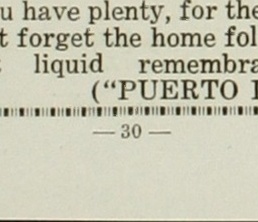 u have plenty, for the
t forget the home fol
liquid remembra
("PUERTO
— 30 —